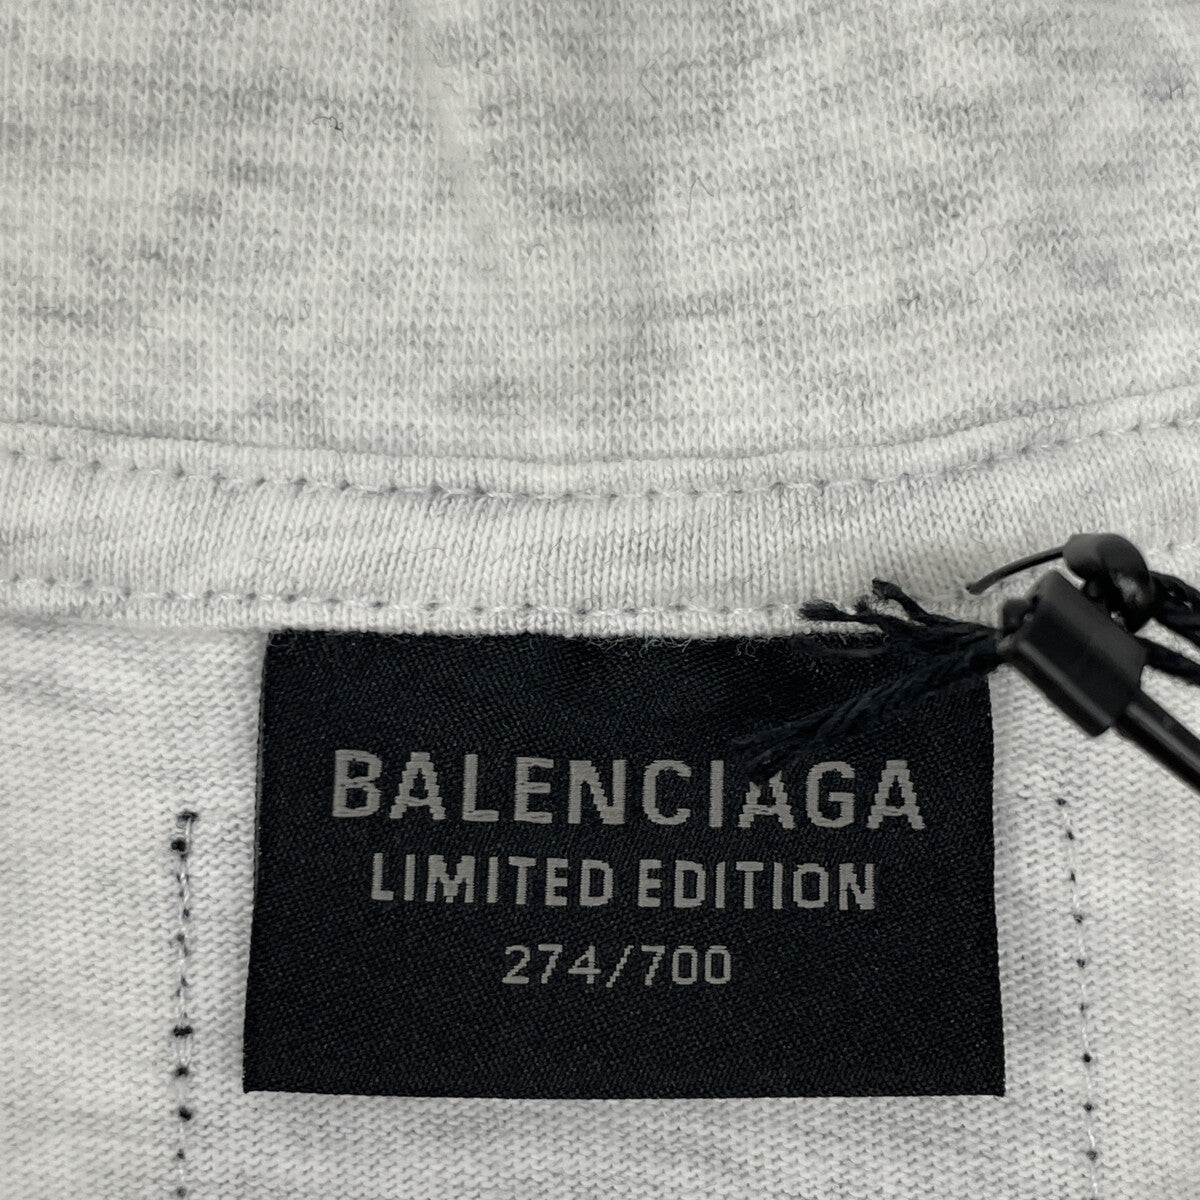 BALENCIAGA
LIMITED EDITION
274/700